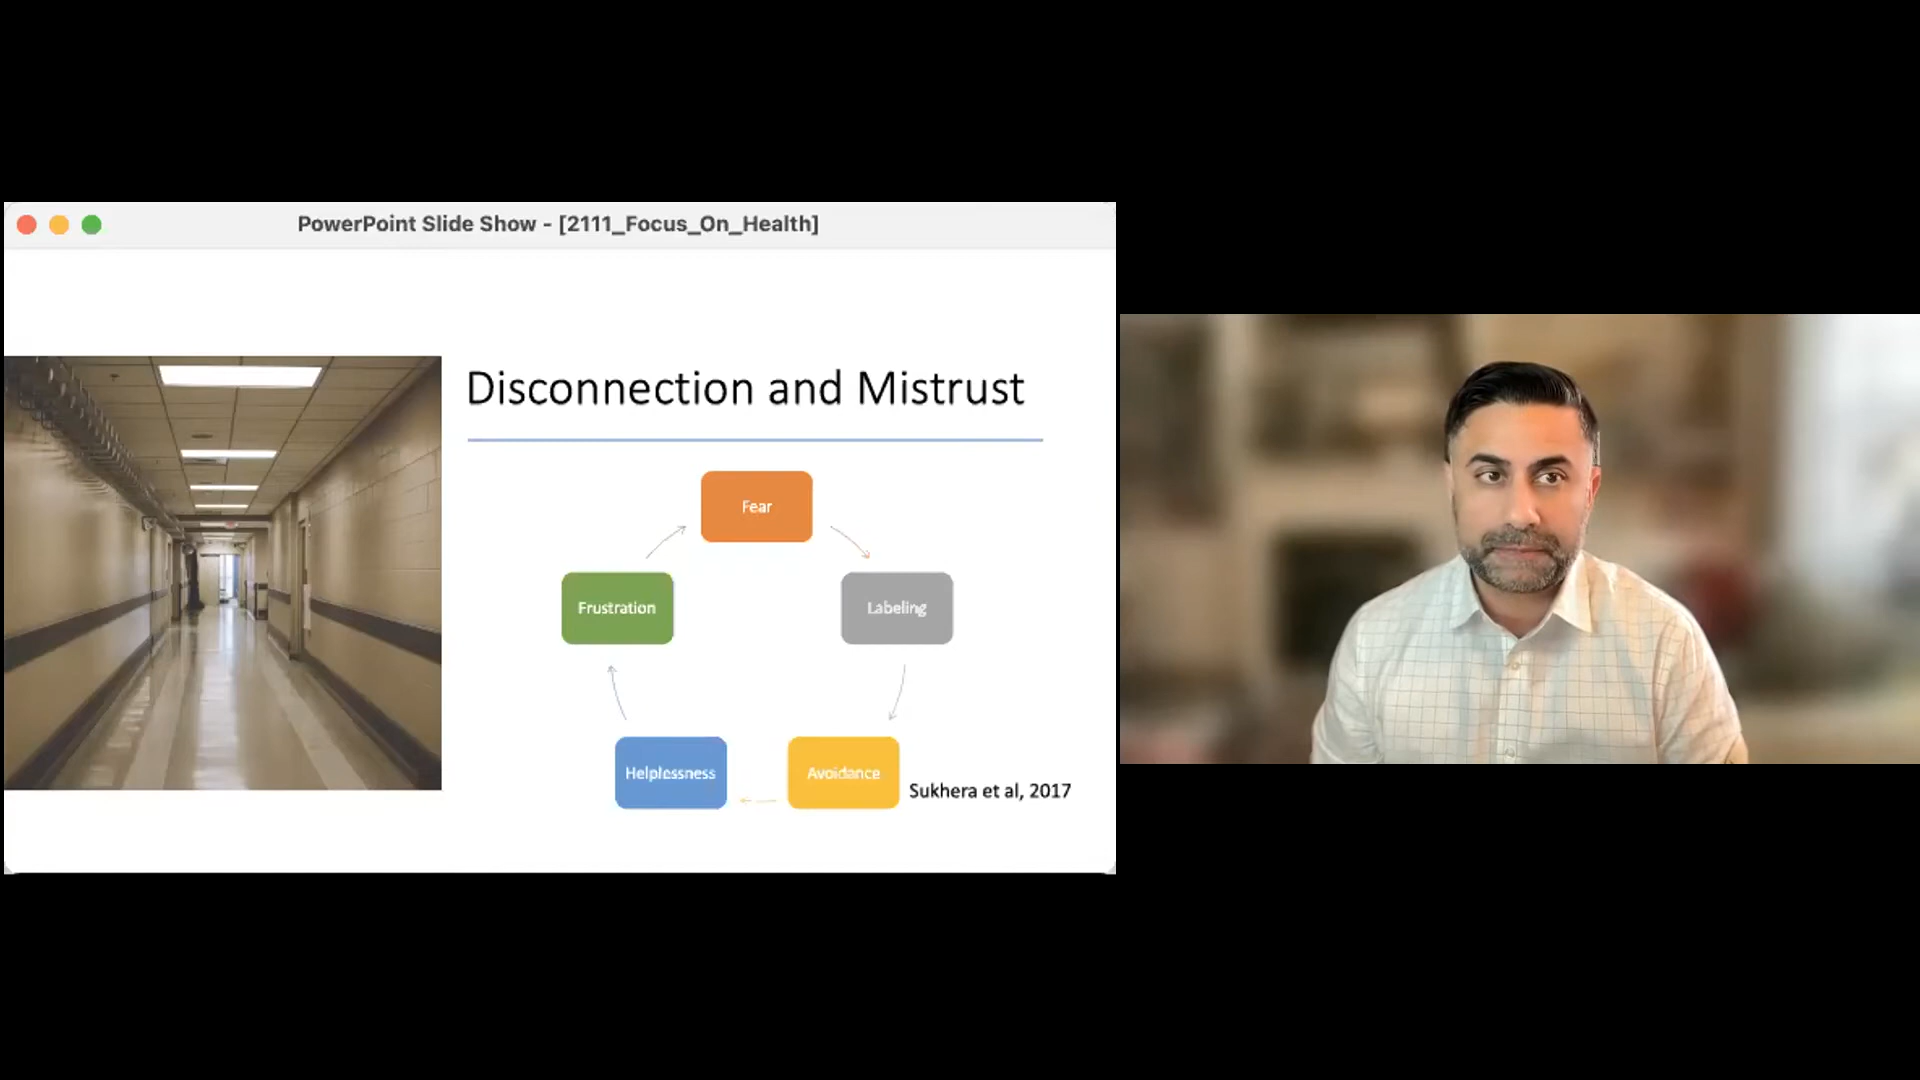 PowerPoint Slide Show - [2111_Focus_On_Health]
Disconnection and Mistrust
Fear
Labeling
Avoidance
Helplessness
Frustration
Sukhera et al, 2017